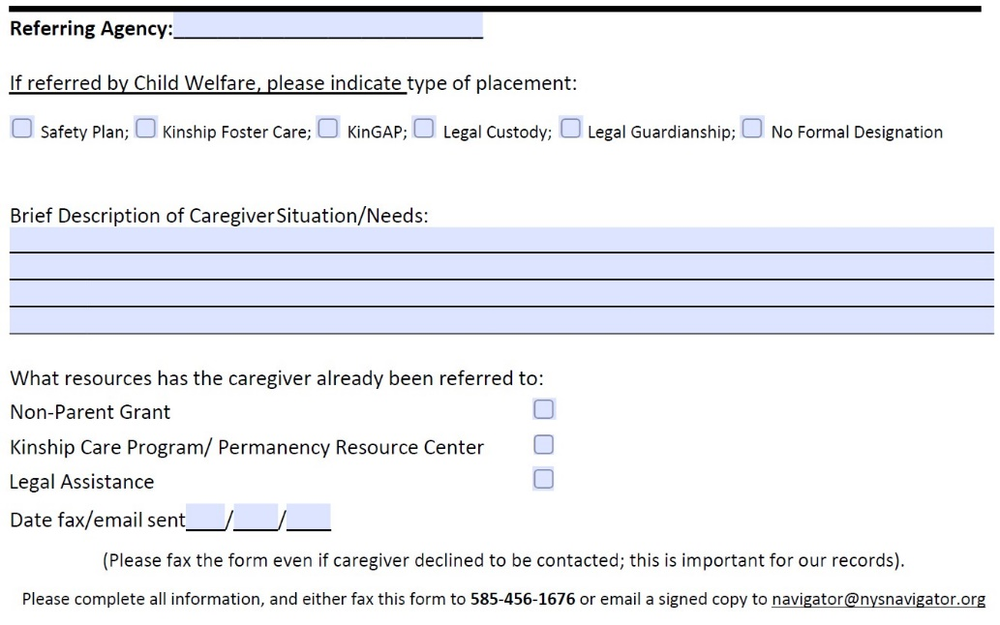 Referring Agency:
If referred by Child Welfare, please indicate type of placement:
Safety Plan; Kinship Foster Care; KinGAP; Legal Custody; Legal Guardianship; No Formal Designation
Brief Description of Caregiver Situation/Needs:
What resources has the caregiver already been referred to:
Non-Parent Grant
Kinship Care Program/ Permanency Resource Center
Legal Assistance
Date fax/email sent / /
(Please fax the form even if caregiver declined to be contacted; this is important for our records).
Please complete all information, and either fax this form to 585-456-1676 or email a signed copy to navigator@nysnavigator.org